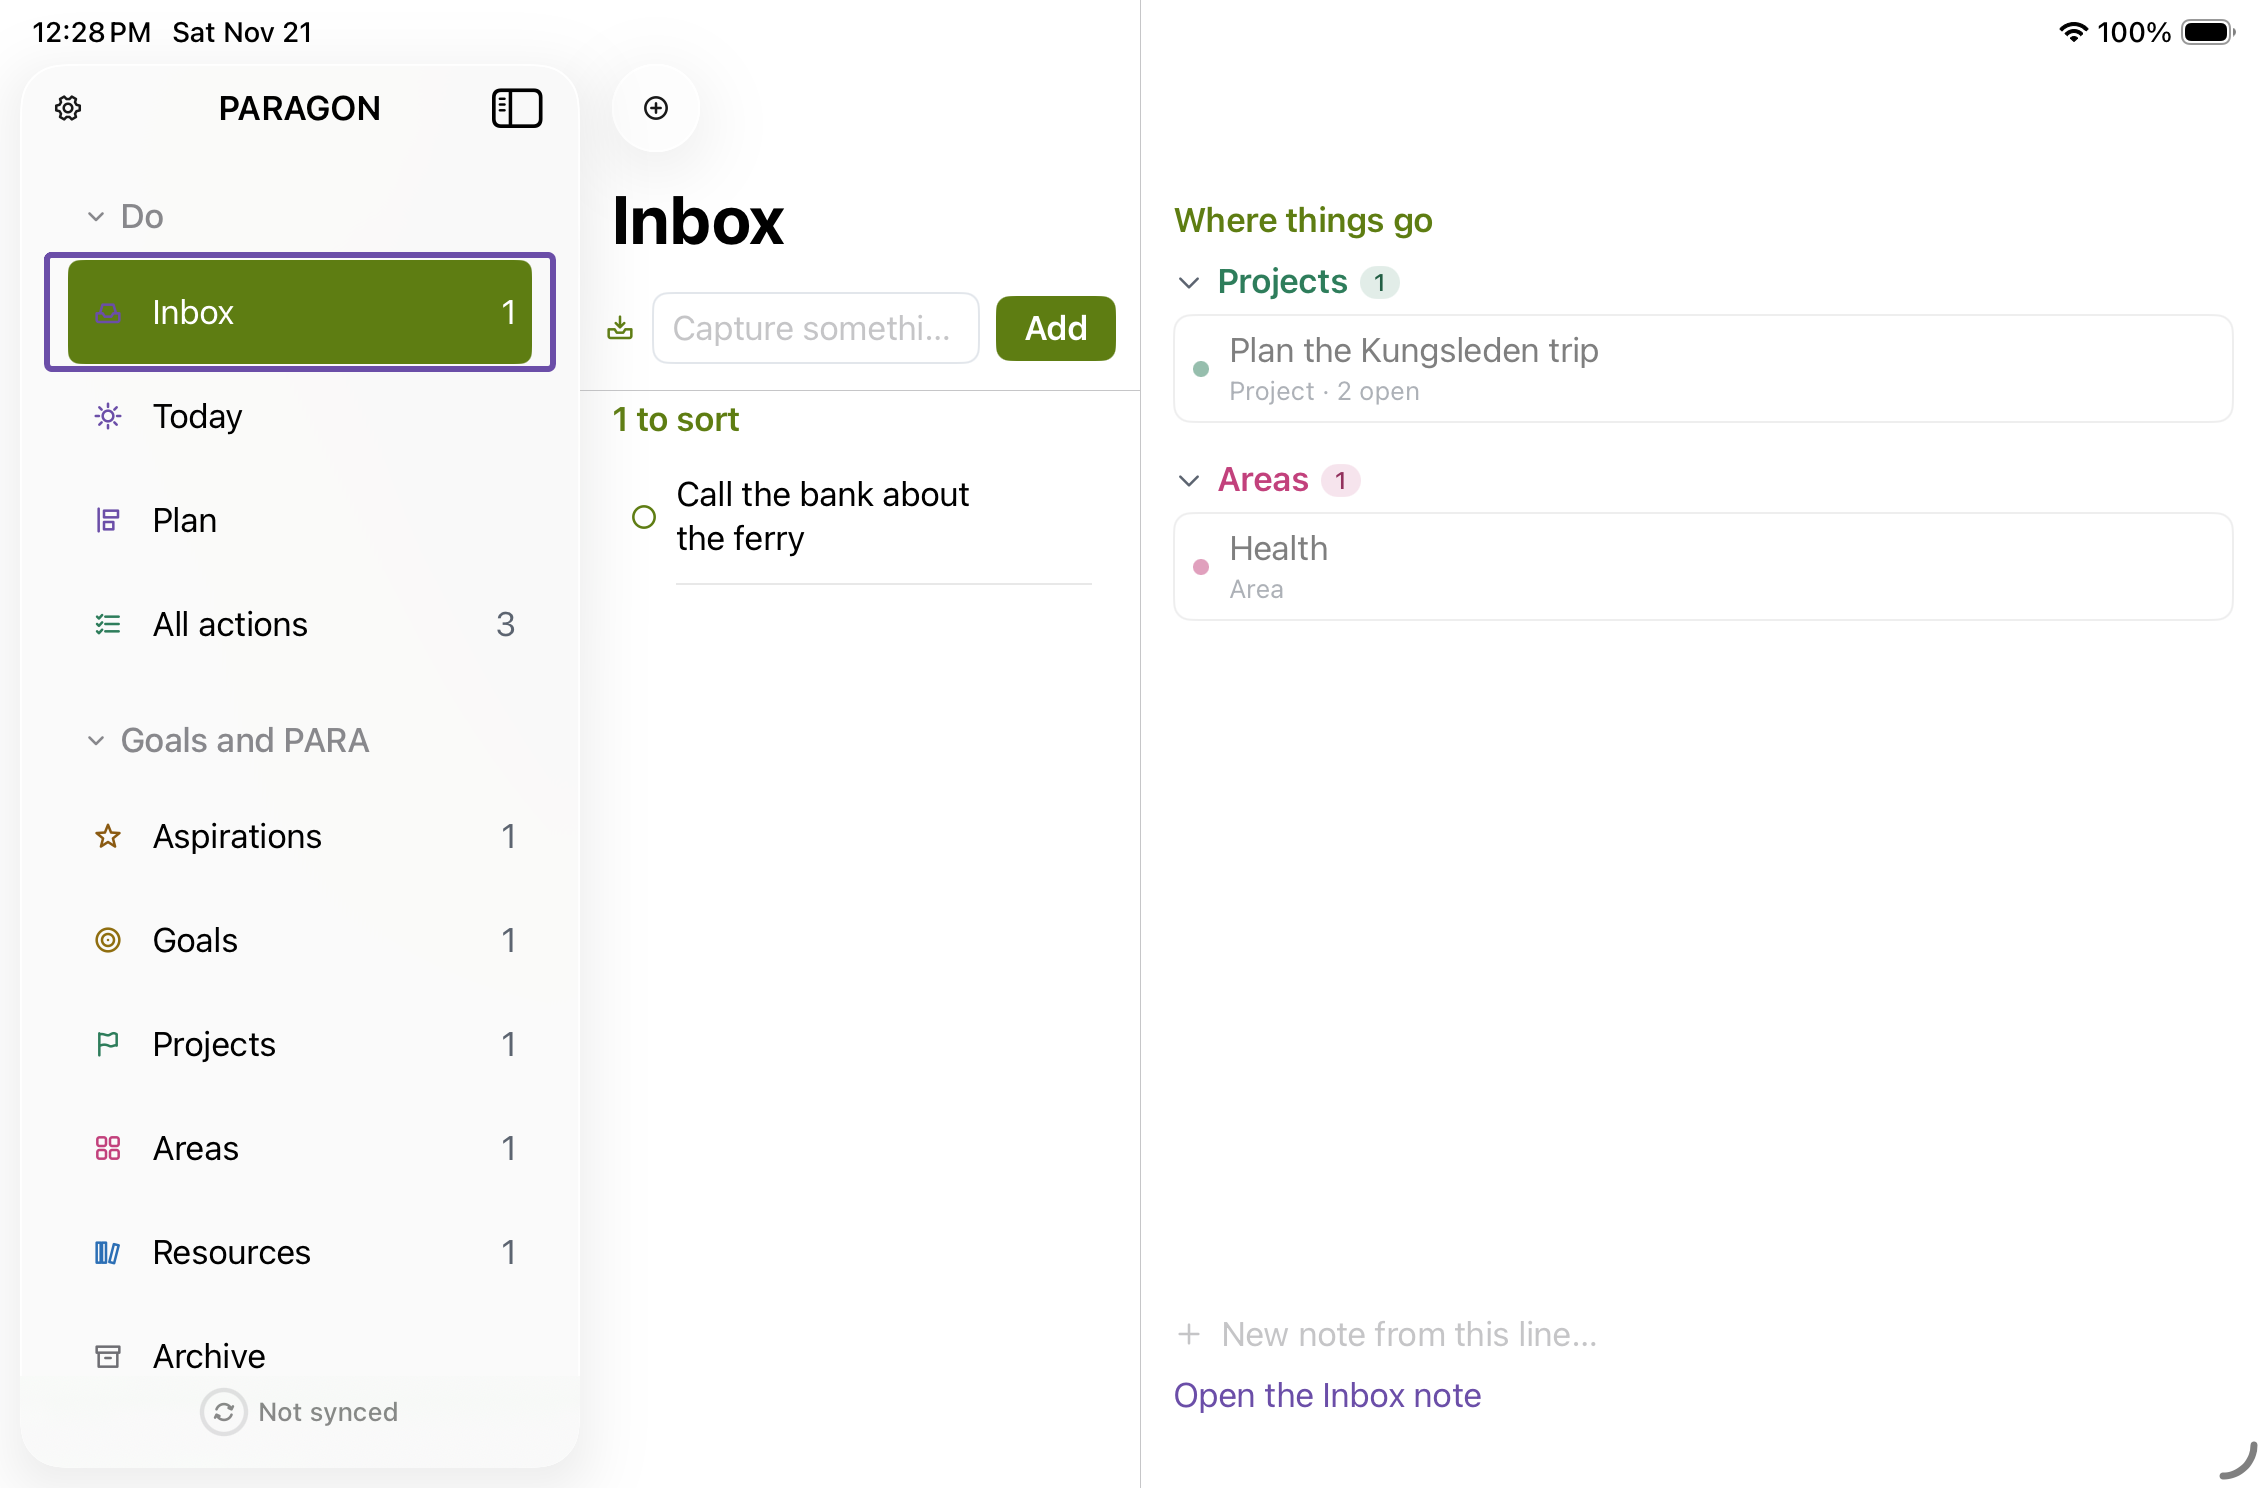 12:28 PM Sat Nov 21
100%
PARAGON
Do
Inbox 1
Today
Plan
All actions 3
Goals and PARA
Aspirations 1
Goals 1
Projects 1
Areas 1
Resources 1
Archive
Not synced
Inbox
Capture somethi...
Add
1 to sort
Call the bank about
the ferry
Where things go
Projects 1
Plan the Kungsleden trip
Project · 2 open
Areas 1
Health
Area
New note from this line...
Open the Inbox note